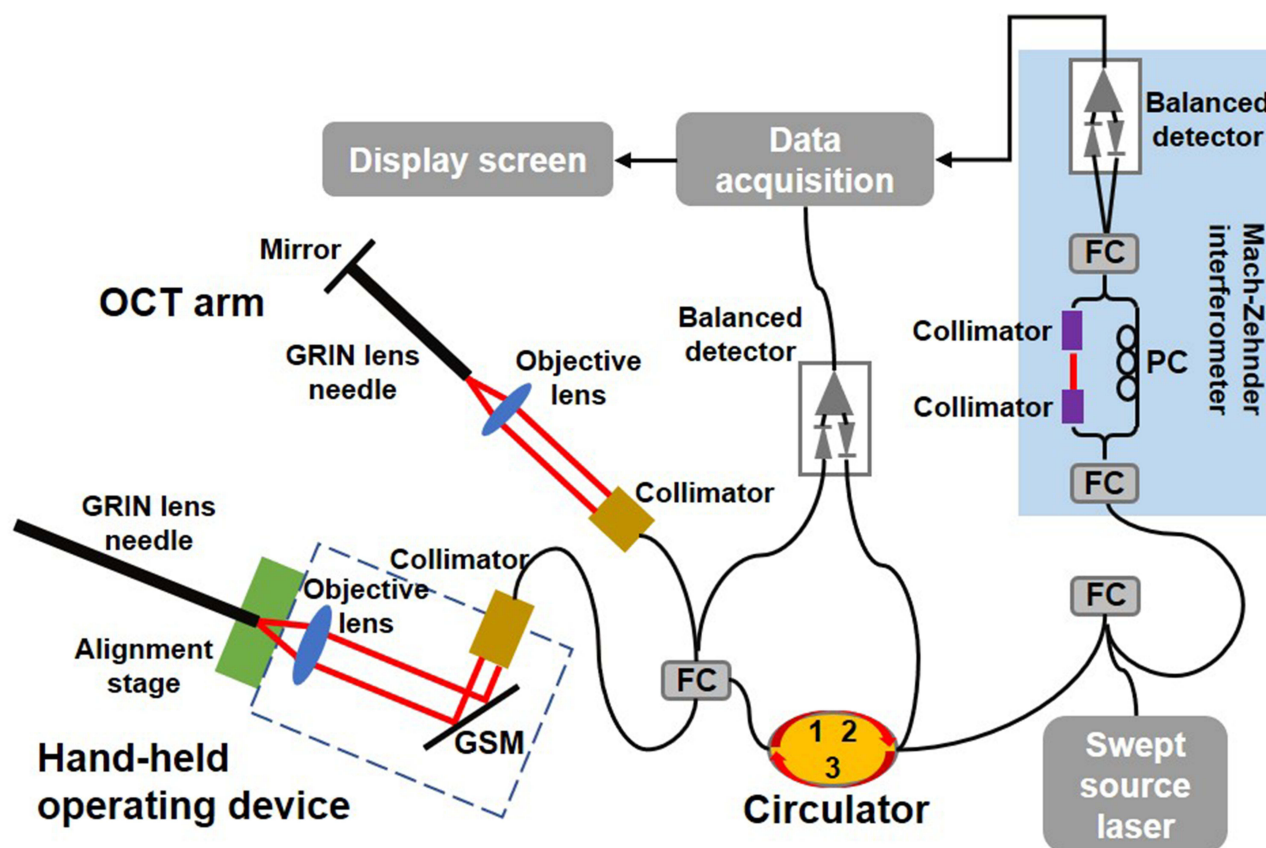 Balanced
detector
Display screen
Data
acquisition
Mach-Zehnder
interferometer
FC
Mirror
OCT arm
GRIN lens
needle
Objective
lens
Collimator
Balanced
detector
Collimator
Collimator
PC
FC
GRIN lens
needle
Collimator
Objective
lens
Alignment
stage
GSM
Hand-held
operating device
FC
1 2
3
Circulator
FC
Swept
source
laser